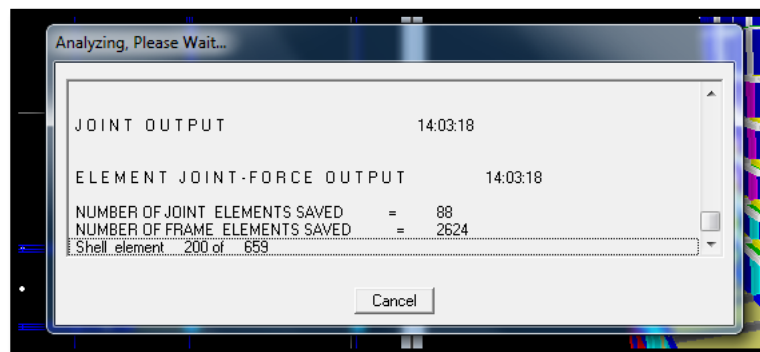 Analyzing, Please Wait...
JOINT OUTPUT 14:03:18
ELEMENT JOINT-FORCE OUTPUT 14:03:18
NUMBER OF JOINT ELEMENTS SAVED = 88
NUMBER OF FRAME ELEMENTS SAVED = 2624
Shell element 200 of 659
Cancel